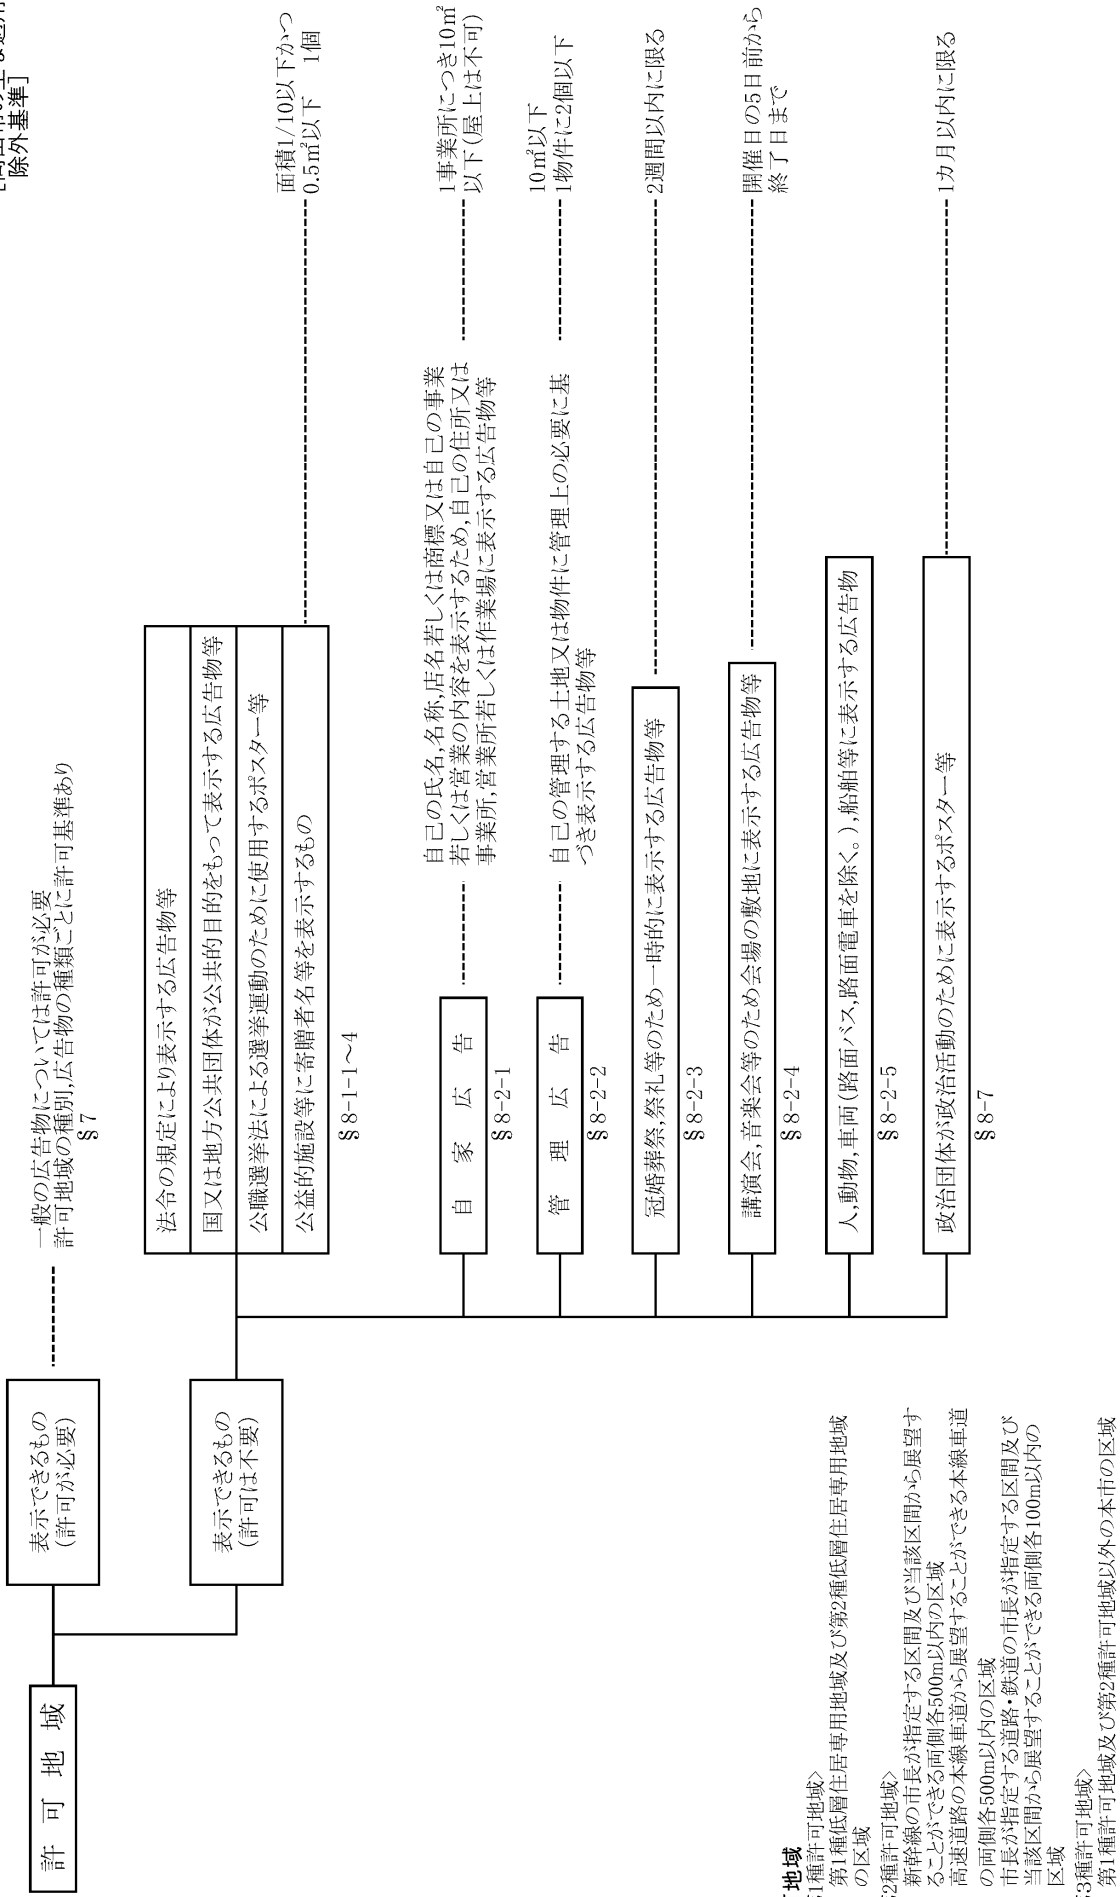 除外基準]
許可地域
表示できるもの
(許可が必要)
一般の広告物については許可が必要
許可地域の種別,広告物の種類ごとに許可基準あり
§7
表示できるもの
(許可は不要)
法令の規定により表示する広告物等
国又は地方公共団体が公共的目的をもって表示する広告物等
公職選挙法による選挙運動のために使用するポスター等
公益的施設等に寄贈者名等を表示するもの
§8-1-1~4
面積1/10以下かつ
0.5㎡以下 1個
自家広告
§8-2-1
自己の氏名,名称,店名若しくは商標又は自己の事業
若しくは営業の内容を表示するため,自己の住所又は
事業所,営業所若しくは作業場に表示する広告物等
1事業所につき10㎡
以下(屋上は不可)
管理広告
§8-2-2
自己の管理する土地又は物件に管理上の必要に基
づき表示する広告物等
10㎡以下
1物件に2個以下
冠婚葬祭,祭礼等のため一時的に表示する広告物等
§8-2-3
2週間以内に限る
講演会,音楽会等のため会場の敷地に表示する広告物等
§8-2-4
開催日の5日前から
終了日まで
人,動物,車両(路面バス,路面電車を除く。),船舶等に表示する広告物
§8-2-5
政治団体が政治活動のために表示するポスター等
§8-7
1カ月以内に限る
地域
1種許可地域>
第1種低層住居専用地域及び第2種低層住居専用地域
の区域
2種許可地域>
新幹線の市長が指定する区間及び当該区間から展望す
ることができる両側各500m以内の区域
高速道路の本線車道から展望することができる本線車道
の両側各500m以内の区域
市長が指定する道路・鉄道の市長が指定する区間及び
当該区間から展望することができる両側各100m以内の
区域
3種許可地域>
第1種許可地域及び第2種許可地域以外の本市の区域